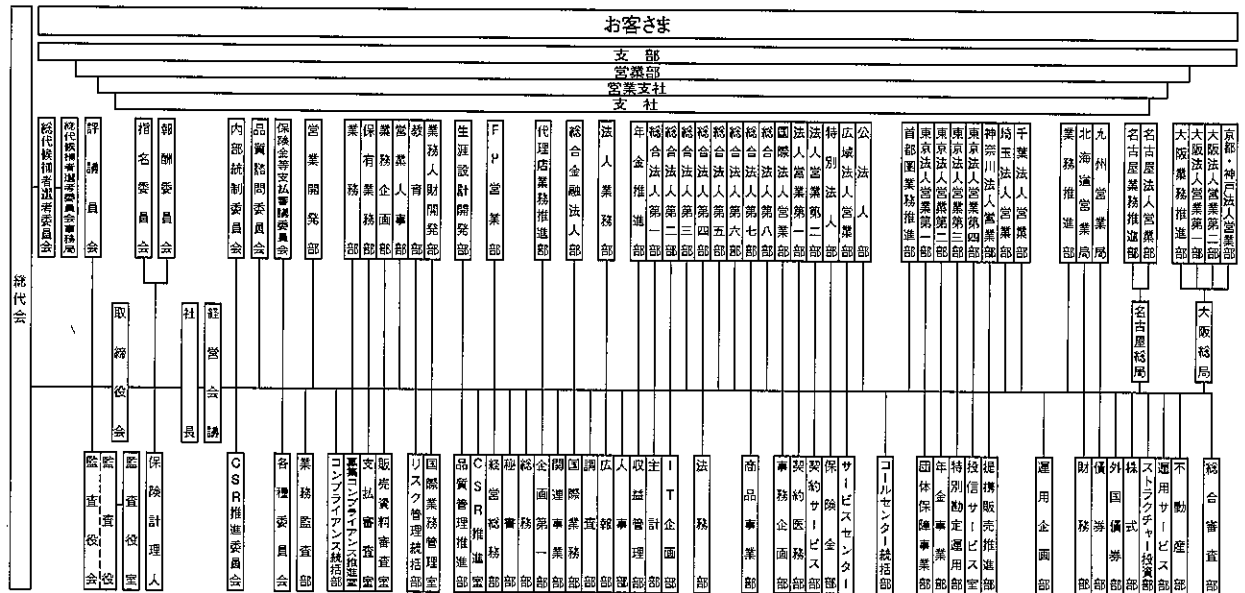 お客さま
支部
営業部
営業支社
支社
総代会
総代候補者選考委員会
総代候補者選考委員会事務局
評議員会
指名委員会
報酬委員会
内部統制委員会
品質諮問委員会
保険金等支払審議委員会
営業開発部
業務部
保有業務部
業務企画部
営業人事部
教育部
業務人財開発部
生涯設計開発部
FP営業部
代理店業務推進部
総合金融法人部
法人業務部
年金推進部
総合法人第一部
総合法人第二部
総合法人第三部
総合法人第四部
総合法人第五部
総合法人第六部
総合法人第七部
総合法人第八部
国際法人営業部
法人営業第一部
法人営業第二部
特別法人部
広域法人営業部
公法人部
首都圏業務推進部
東京法人営業第一部
東京法人営業第二部
東京法人営業第三部
東京法人営業第四部
神奈川法人営業部
埼玉法人営業部
千葉法人営業部
業務推進部
北海道営業局
九州営業局
名古屋業務推進部
名古屋法人営業部
大阪業務推進部
大阪法人営業第一部
大阪法人営業第二部
京都・神戸法人営業部
取締役会
社長
経営会議
名古屋総局
大阪総局
監査役会
監査役
監査役室
保険計理人
CSR推進委員会
各種委員会
業務監査部
コンプライアンス統括部
募集コンプライアンス推進室
支払審査室
販売資料審査室
リスク管理統括部
国際業務管理室
品質管理推進部
CSR推進室
経営総務部
秘書部
総務部
企画第一部
関連事業部
国際業務部
調査部
広報部
人事部
収益管理部
主計部
IT企画部
法務部
商品事業部
事務企画部
契約医務部
契約サービス部
保険金部
サービスセンター
コールセンター統括部
団体保障事業部
年金事業部
特別勘定運用部
投信サービス室
提携販売推進部
運用企画部
財務部
債券部
外国債券部
株式部
ストラクチャー投資部
運用サービス部
不動産部
総合審査部